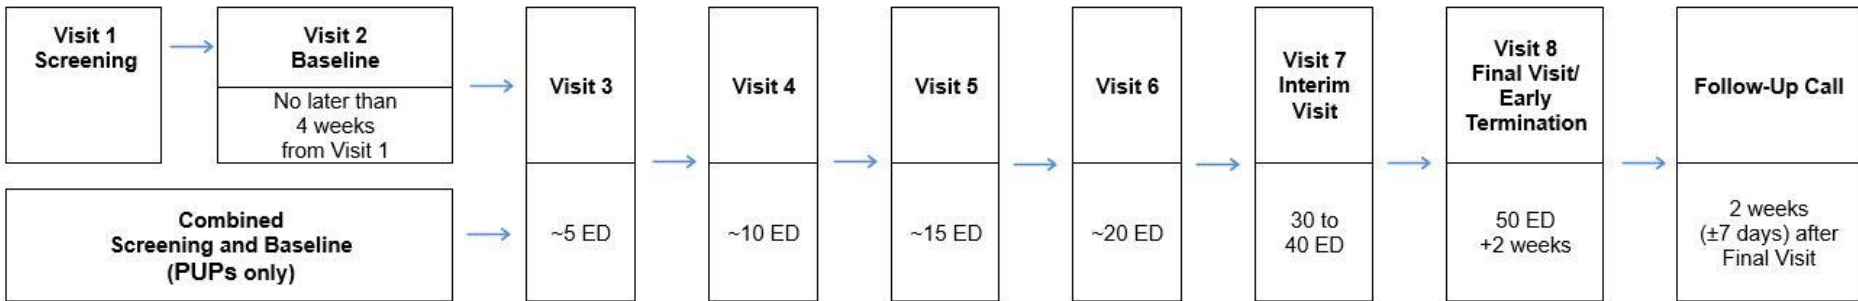 Visit 1
Screening
Visit 2
Baseline
No later than
4 weeks
from Visit 1
Combined
Screening and Baseline
(PUPs only)
Visit 3
~5 ED
Visit 4
~10 ED
Visit 5
~15 ED
Visit 6
~20 ED
Visit 7
Interim
Visit
30 to
40 ED
Visit 8
Final Visit/
Early
Termination
50 ED
+2 weeks
Follow-Up Call
2 weeks
(±7 days) after
Final Visit